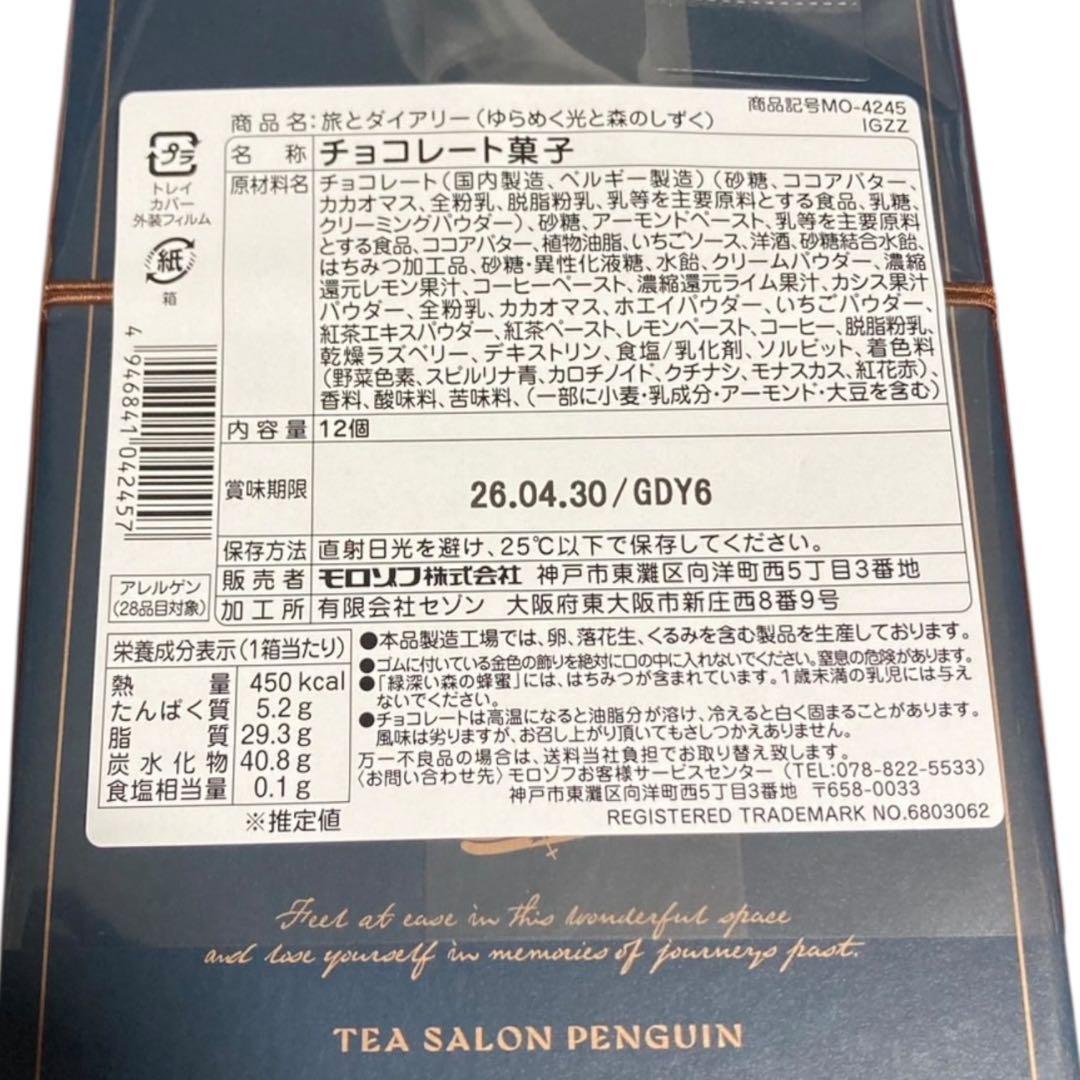 商品名:旅とダイアリー(ゆらめく光と森のしずく)
商品記号MO-4245
IGZZ
プラ
トレイ
カバー
外装フィルム
紙
箱
4 946841 042457
名称 チョコレート菓子
原材料名 チョコレート(国内製造、ベルギー製造)(砂糖、ココアバター、
カカオマス、全粉乳、脱脂粉乳、乳等を主要原料とする食品、乳糖、
クリーミングパウダー)、砂糖、アーモンドペースト、乳等を主要原料
とする食品、ココアバター、植物油脂、いちごソース、洋酒、砂糖結合水飴、
はちみつ加工品、砂糖・異性化液糖、水飴、クリームパウダー、濃縮
還元レモン果汁、コーヒーペースト、濃縮還元ライム果汁、カシス果汁
パウダー、全粉乳、カカオマス、ホエイパウダー、いちごパウダー、
紅茶エキスパウダー、紅茶ペースト、レモンペースト、コーヒー、脱脂粉乳、
乾燥ラズベリー、デキストリン、食塩/乳化剤、ソルビット、着色料
(野菜色素、スピルリナ青、カロチノイド、クチナシ、モナスカス、紅花赤)、
香料、酸味料、苦味料、(一部に小麦・乳成分・アーモンド・大豆を含む)
内容量 12個
賞味期限 26.04.30/GDY6
保存方法 直射日光を避け、25℃以下で保存してください。
販売者 モロゾフ株式会社 神戸市東灘区向洋町西5丁目3番地
加工所 有限会社セゾン 大阪府東大阪市新庄西8番9号
アレルゲン
(28品目対象)
栄養成分表示(1箱当たり)
熱量 450kcal
たんぱく質 5.2g
脂質 29.3g
炭水化物 40.8g
食塩相当量 0.1g
※推定値
●本品製造工場では、卵、落花生、くるみを含む製品を生産しております。
●ゴムに付いている金色の飾りを絶対に口の中に入れないでください。窒息の危険があります。
●「緑深い森の蜂蜜」には、はちみつが含まれています。1歳未満の乳児には与え
ないでください。
●チョコレートは高温になると油脂分が溶け、冷えると白く固まることがあります。
風味は劣りますが、お召し上がり頂いてもさしつかえありません。
万一不良品の場合は、送料当社負担でお取り替え致します。
〈お問い合わせ先〉モロゾフお客様サービスセンター (TEL:078-822-5533)
神戸市東灘区向洋町西5丁目3番地 〒658-0033
REGISTERED TRADEMARK NO.6803062
Feel at ease in this wonderful space
and lose yourself in memories of journeys past.
TEA SALON PENGUIN